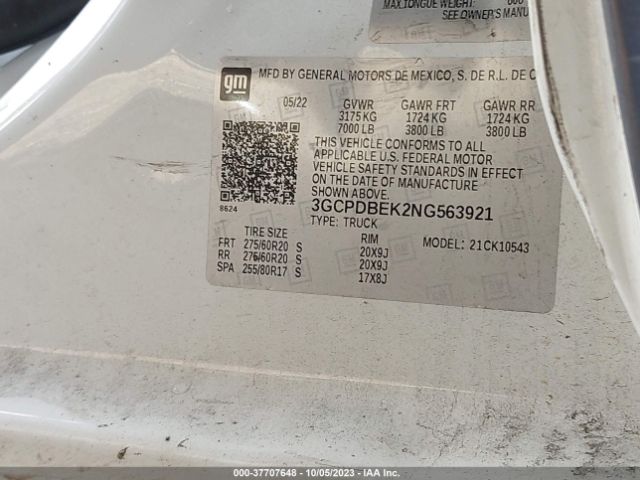 MAX.TONGUE WEIGHT:
SEE OWNER'S MANU
gm
MFD BY GENERAL MOTORS DE MEXICO, S. DE R.L. DE C
05/22 GVWR GAWR FRT GAWR RR
3175 KG 1724 KG 1724 KG
7000 LB 3800 LB 3800 LB
THIS VEHICLE CONFORMS TO ALL
APPLICABLE U.S. FEDERAL MOTOR
VEHICLE SAFETY STANDARDS IN EFFECT
ON THE DATE OF MANUFACTURE
SHOWN ABOVE.
8624
3GCPDBEK2NG563921
TYPE: TRUCK
TIRE SIZE RIM MODEL: 21CK10543
FRT 275/60R20 S 20X9J
RR 275/60R20 S 20X9J
SPA 255/80R17 S 17X8J
000-37707648 - 10/05/2023 - IAA Inc.